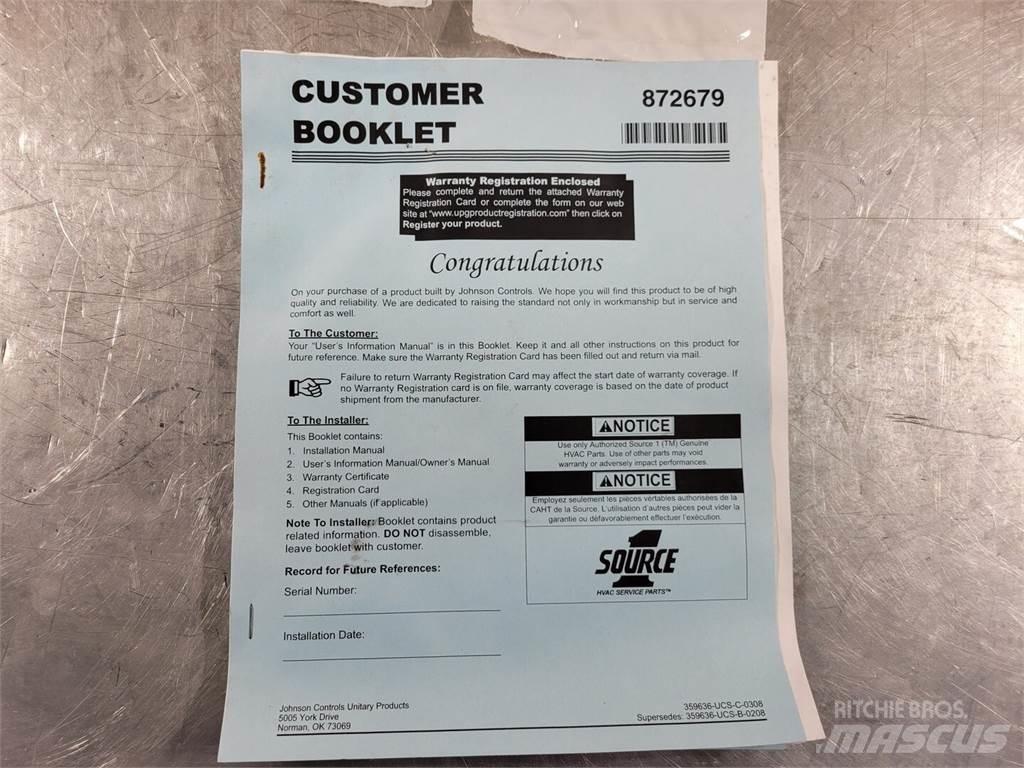 CUSTOMER
BOOKLET
872679
Warranty Registration Enclosed
Please complete and return the attached Warranty
Registration Card or complete the form on our web
site at "www.upgproductregistration.com" then click on
Register your product.
Congratulations
On your purchase of a product built by Johnson Controls. We hope you will find this product to be of high
quality and reliability. We are dedicated to raising the standard not only in workmanship but in service and
comfort as well.
To The Customer:
Your "User's Information Manual" is in this Booklet. Keep it and all other instructions on this product for
future reference. Make sure the Warranty Registration Card has been filled out and return via mail.
Failure to return Warranty Registration Card may affect the start date of warranty coverage. If
no Warranty Registration card is on file, warranty coverage is based on the date of product
shipment from the manufacturer.
To The Installer:
This Booklet contains:
1. Installation Manual
2. User's Information Manual/Owner's Manual
3. Warranty Certificate
4. Registration Card
5. Other Manuals (if applicable)
Note To Installer: Booklet contains product
related information. DO NOT disassemble,
leave booklet with customer.
Record for Future References:
Serial Number:
Installation Date:
NOTICE
Use only Authorized Source 1 (TM) Genuine
HVAC Parts. Use of other parts may void
warranty or adversely impact performances.
NOTICE
Employez seulement les pièces véritables authorisées de la
CAHT de la Source. L'utilisation d'autres pièces peut vider la
garantie ou défavorablement effectuer l'exécution.
SOURCE 1
HVAC SERVICE PARTS™
Johnson Controls Unitary Products
5005 York Drive
Norman, OK 73069
359636-UCS-C-0308
Supersedes: 359636-UCS-B-0208
RITCHIE BROS.
MASCUS